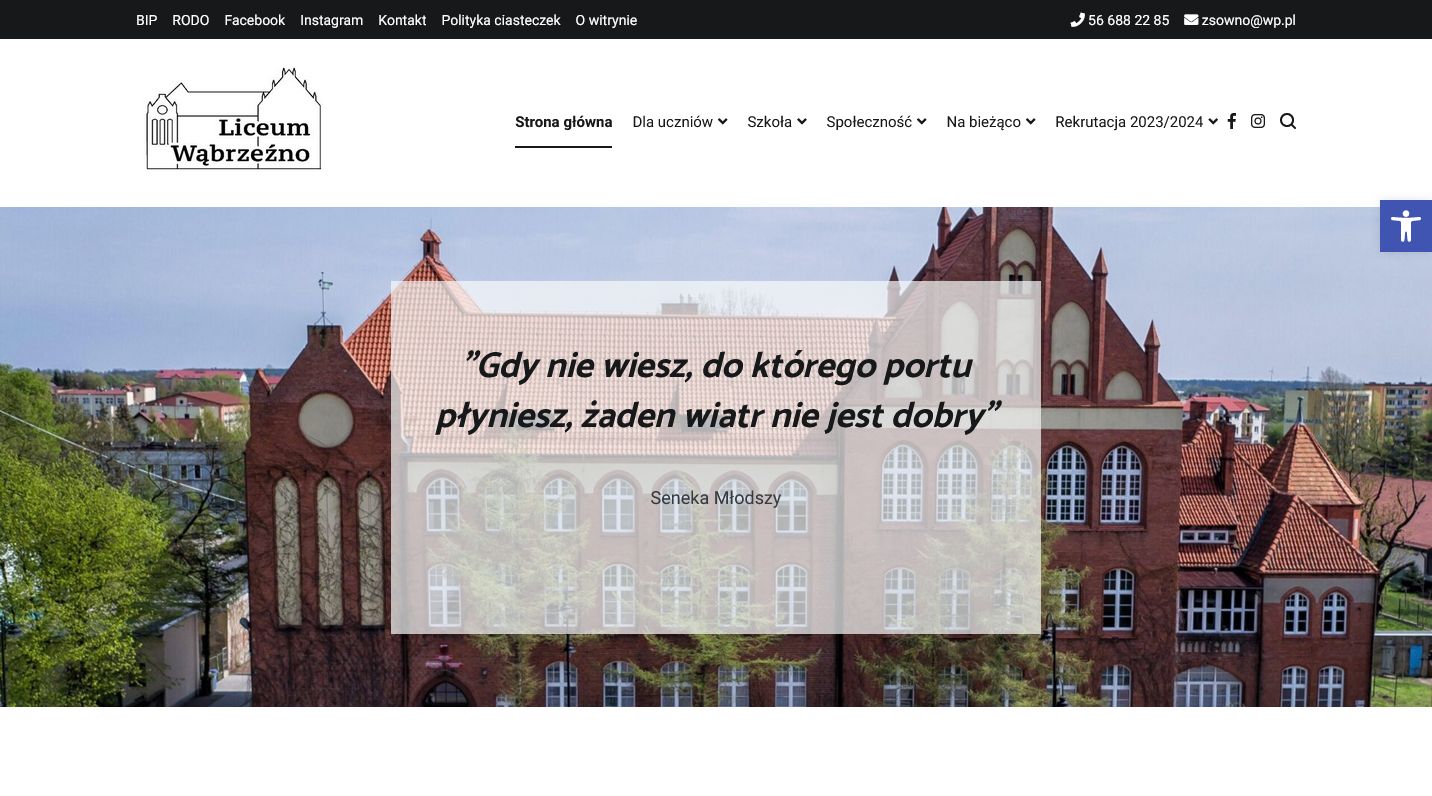 BIP RODO Facebook Instagram Kontakt Polityka ciasteczek O witrynie 56 688 22 85 zsowno@wp.pl
Liceum
Wąbrzeźno
Strona główna Dla uczniów Szkoła Społeczność Na bieżąco Rekrutacja 2023/2024
”Gdy nie wiesz, do którego portu
płyniesz, żaden wiatr nie jest dobry”
Seneka Młodszy